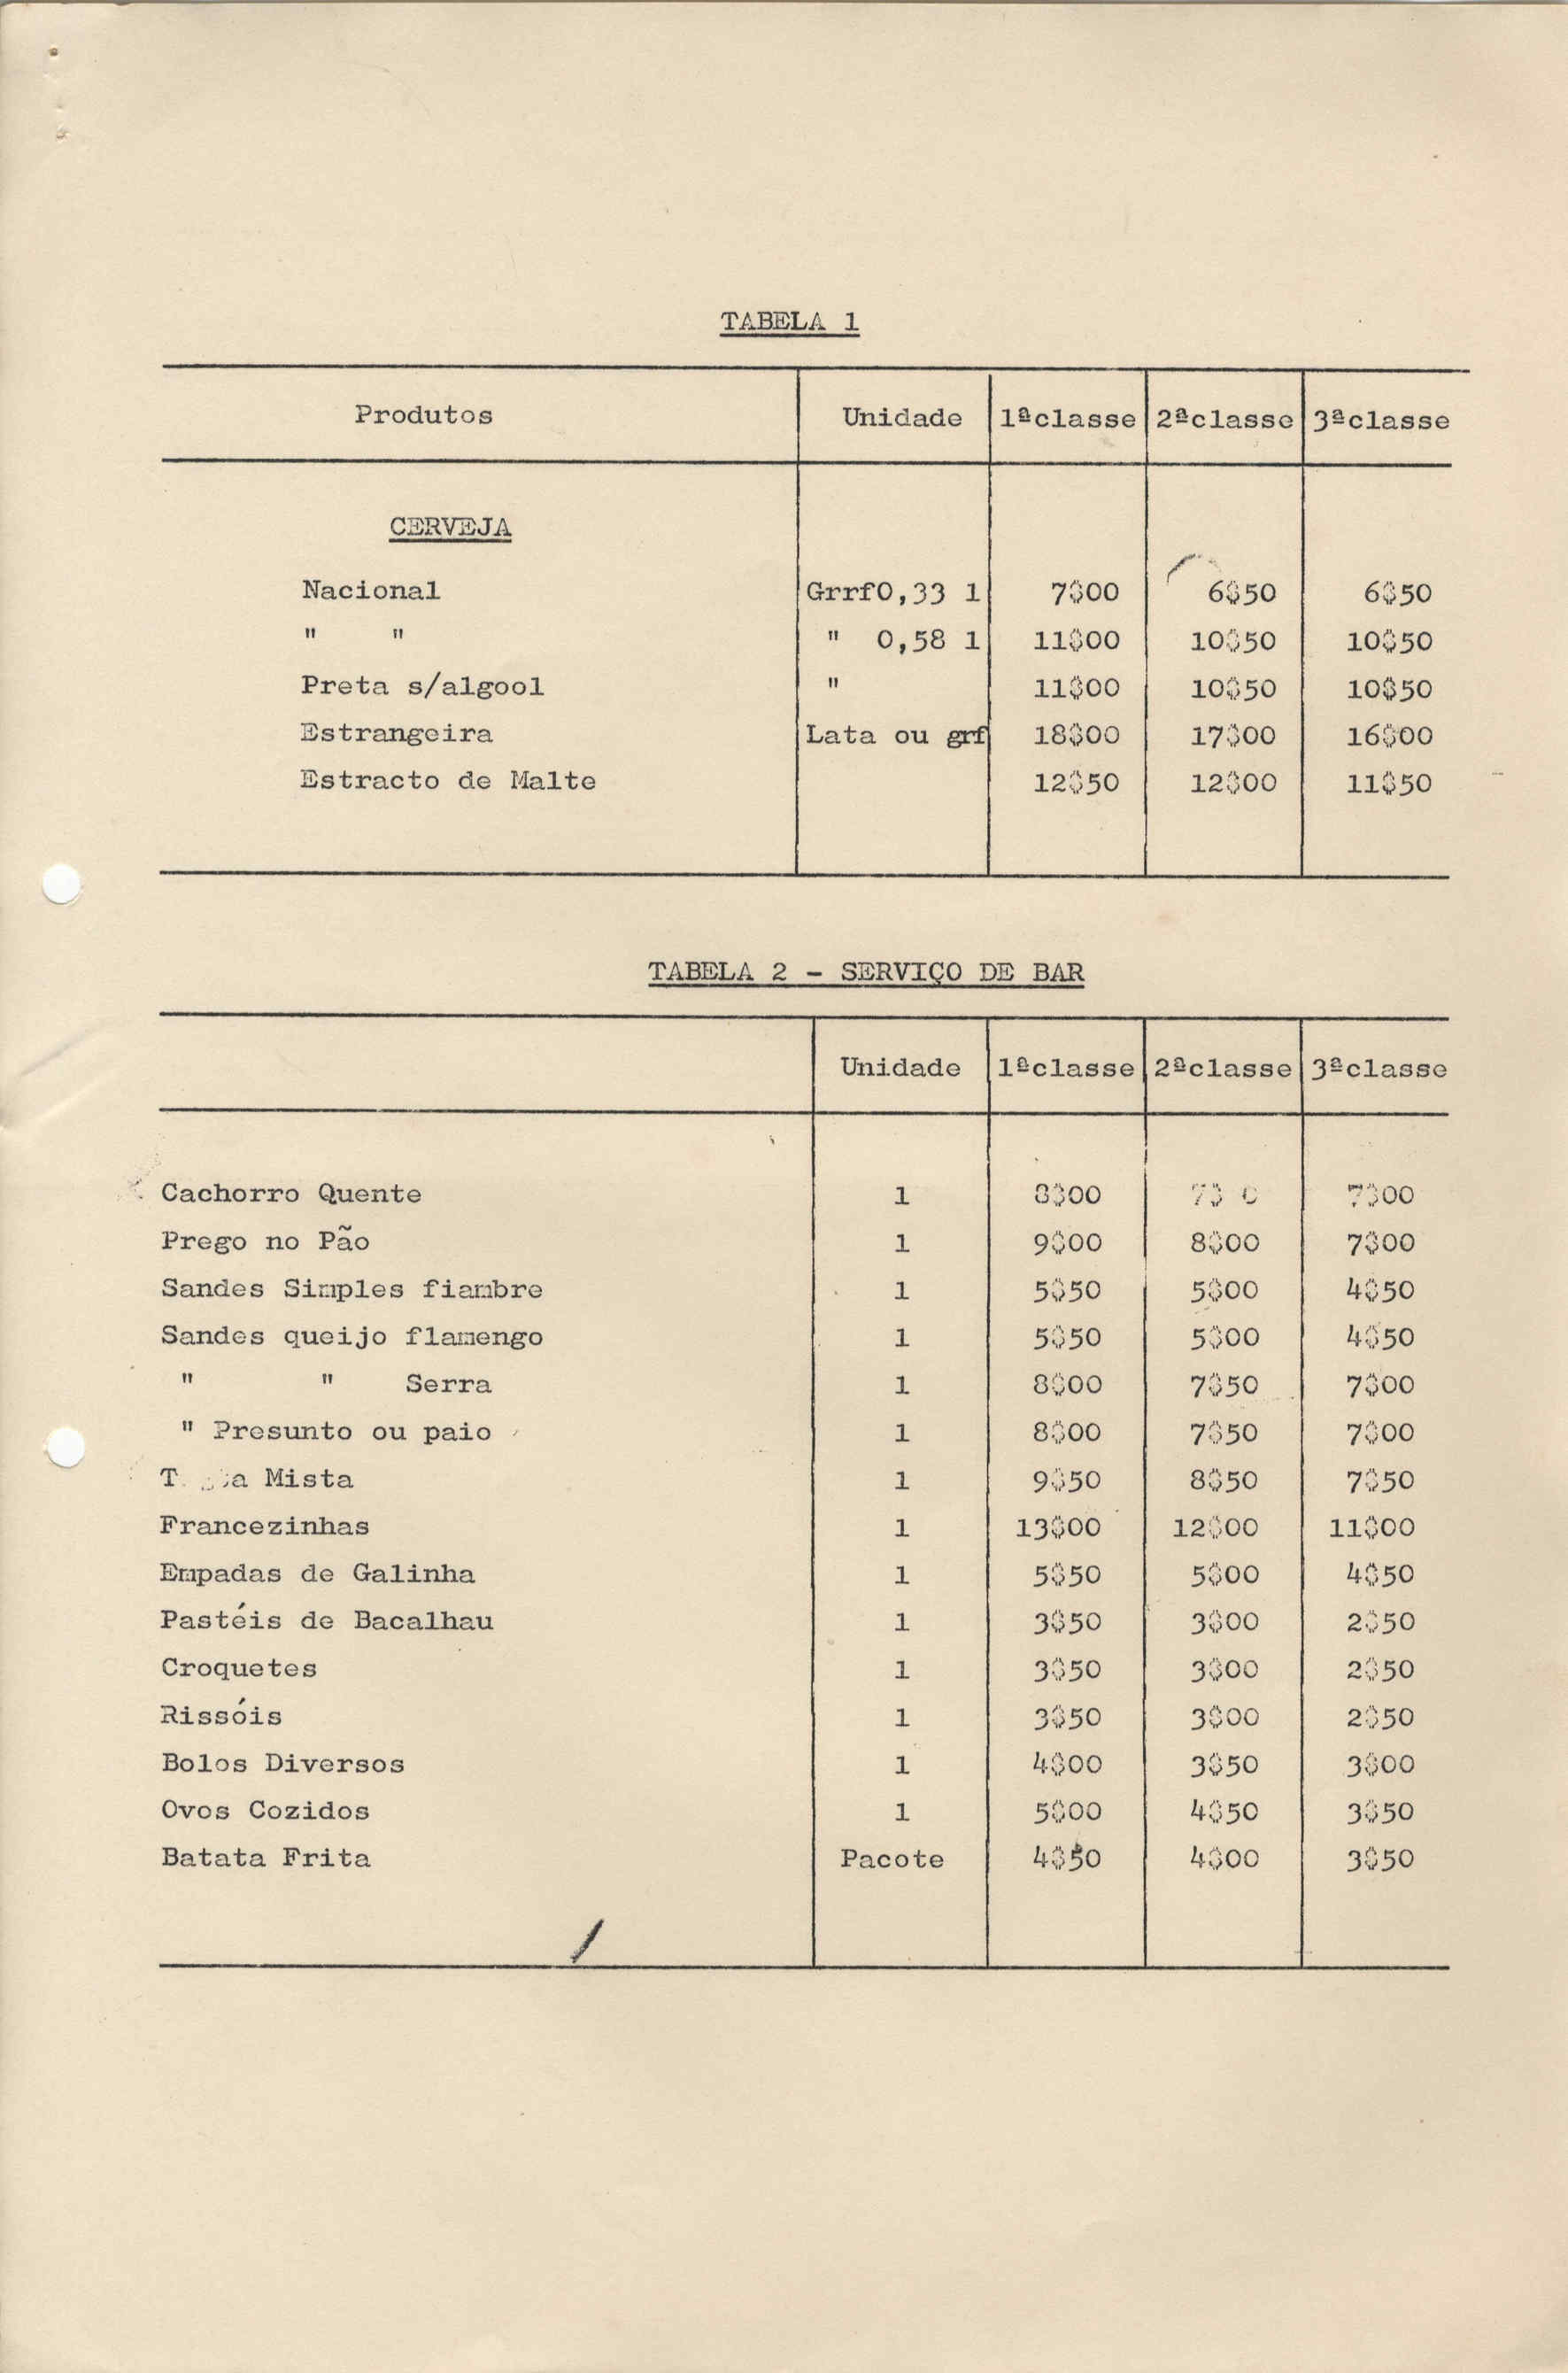 TABELA 1
Produtos Unidade 1ªclasse 2ªclasse 3ªclasse
CERVEJA
Nacional Grrf0,33 l 7$00 6$50 6$50
" " " 0,58 l 11$00 10$50 10$50
Preta s/algool " 11$00 10$50 10$50
Estrangeira Lata ou grf 18$00 17$00 16$00
Estracto de Malte 12$50 12$00 11$50
TABELA 2 - SERVIÇO DE BAR
Unidade 1ªclasse 2ªclasse 3ªclasse
Cachorro Quente 1 8$00 7$00
Prego no Pão 1 9$00 8$00 7$00
Sandes Simples fiambre 1 5$50 5$00 4$50
Sandes queijo flamengo 1 5$50 5$00 4$50
" " Serra 1 8$00 7$50 7$00
" Presunto ou paio 1 8$00 7$50 7$00
Mista 1 9$50 8$50 7$50
Francezinhas 1 13$00 12$00 11$00
Empadas de Galinha 1 5$50 5$00 4$50
Pastéis de Bacalhau 1 3$50 3$00 2$50
Croquetes 1 3$50 3$00 2$50
Rissóis 1 3$50 3$00 2$50
Bolos Diversos 1 4$00 3$50 3$00
Ovos Cozidos 1 5$00 4$50 3$50
Batata Frita Pacote 4$50 4$00 3$50